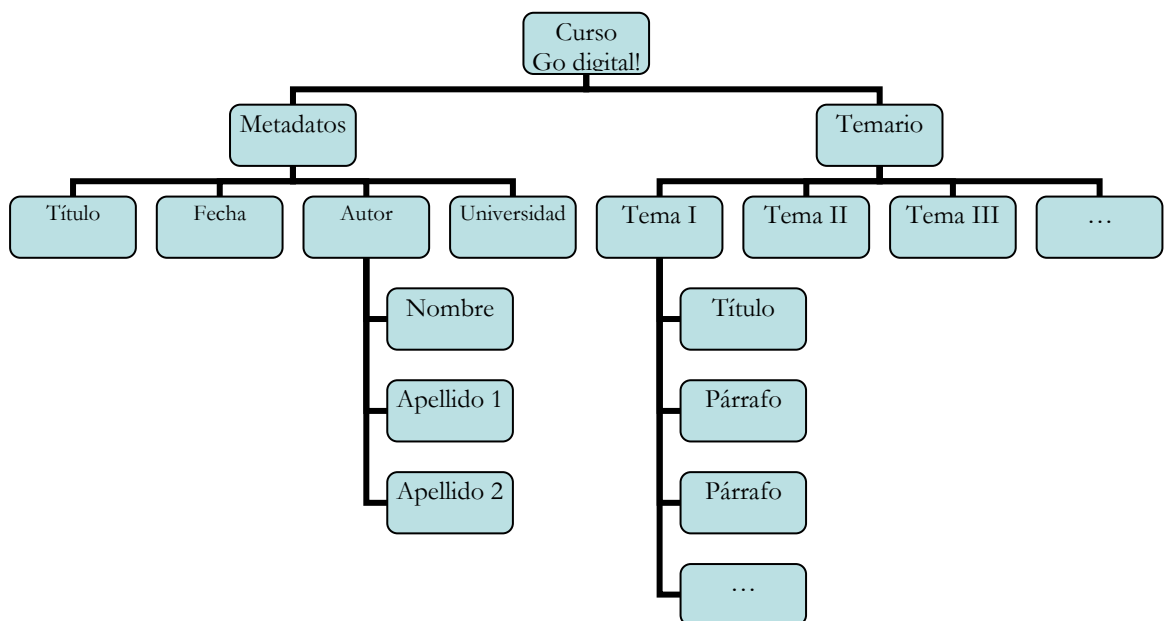 Curso
Go digital!
Metadatos
Temario
Título
Fecha
Autor
Universidad
Tema I
Tema II
Tema III
…
Nombre
Título
Apellido 1
Párrafo
Apellido 2
Párrafo
…